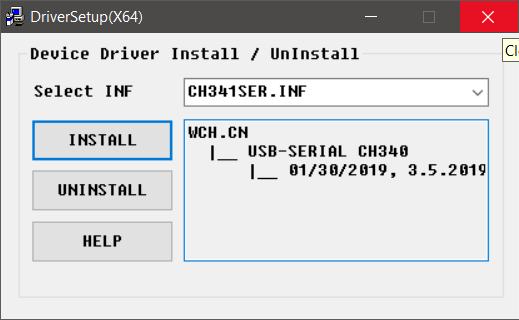 DriverSetup(X64)
Device Driver Install / UnInstall
Select INF
CH341SER.INF
INSTALL
UNINSTALL
HELP
WCH.CN
|__ USB-SERIAL CH340
|__ 01/30/2019, 3.5.2019
Cl